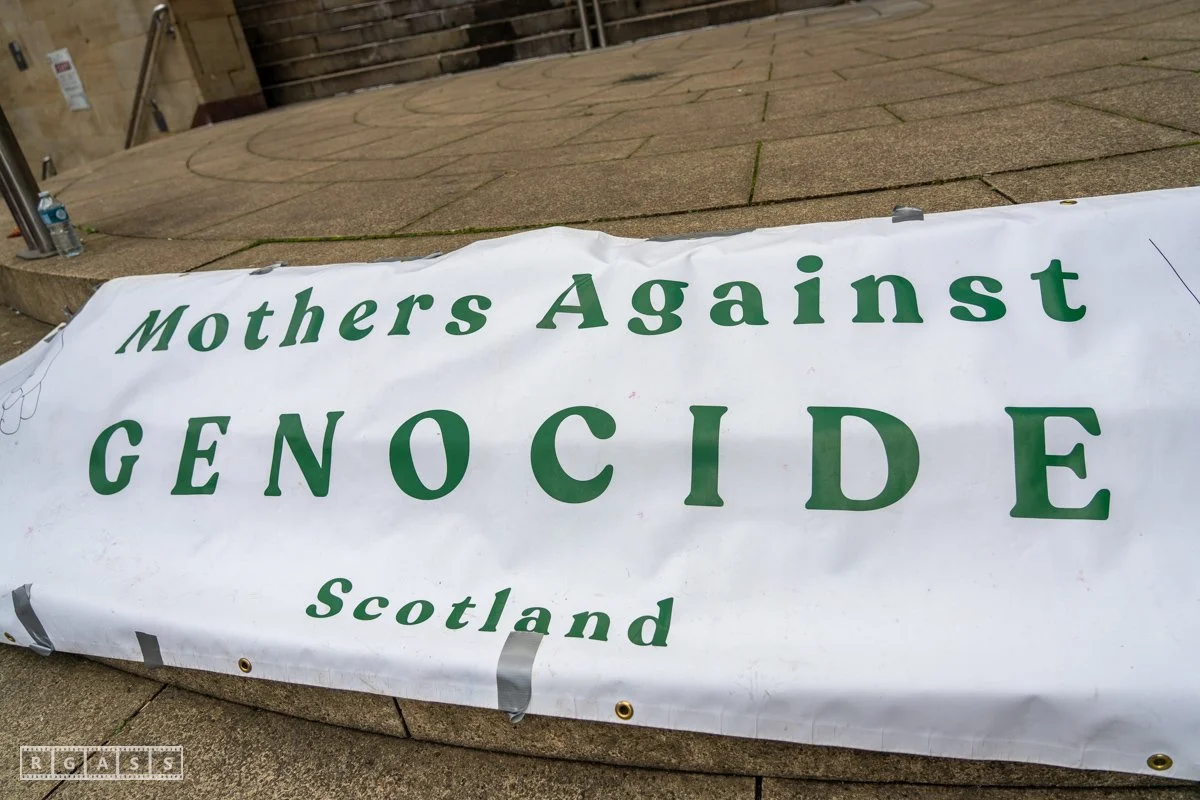 Mothers Against
GENOCIDE
Scotland
RGASS